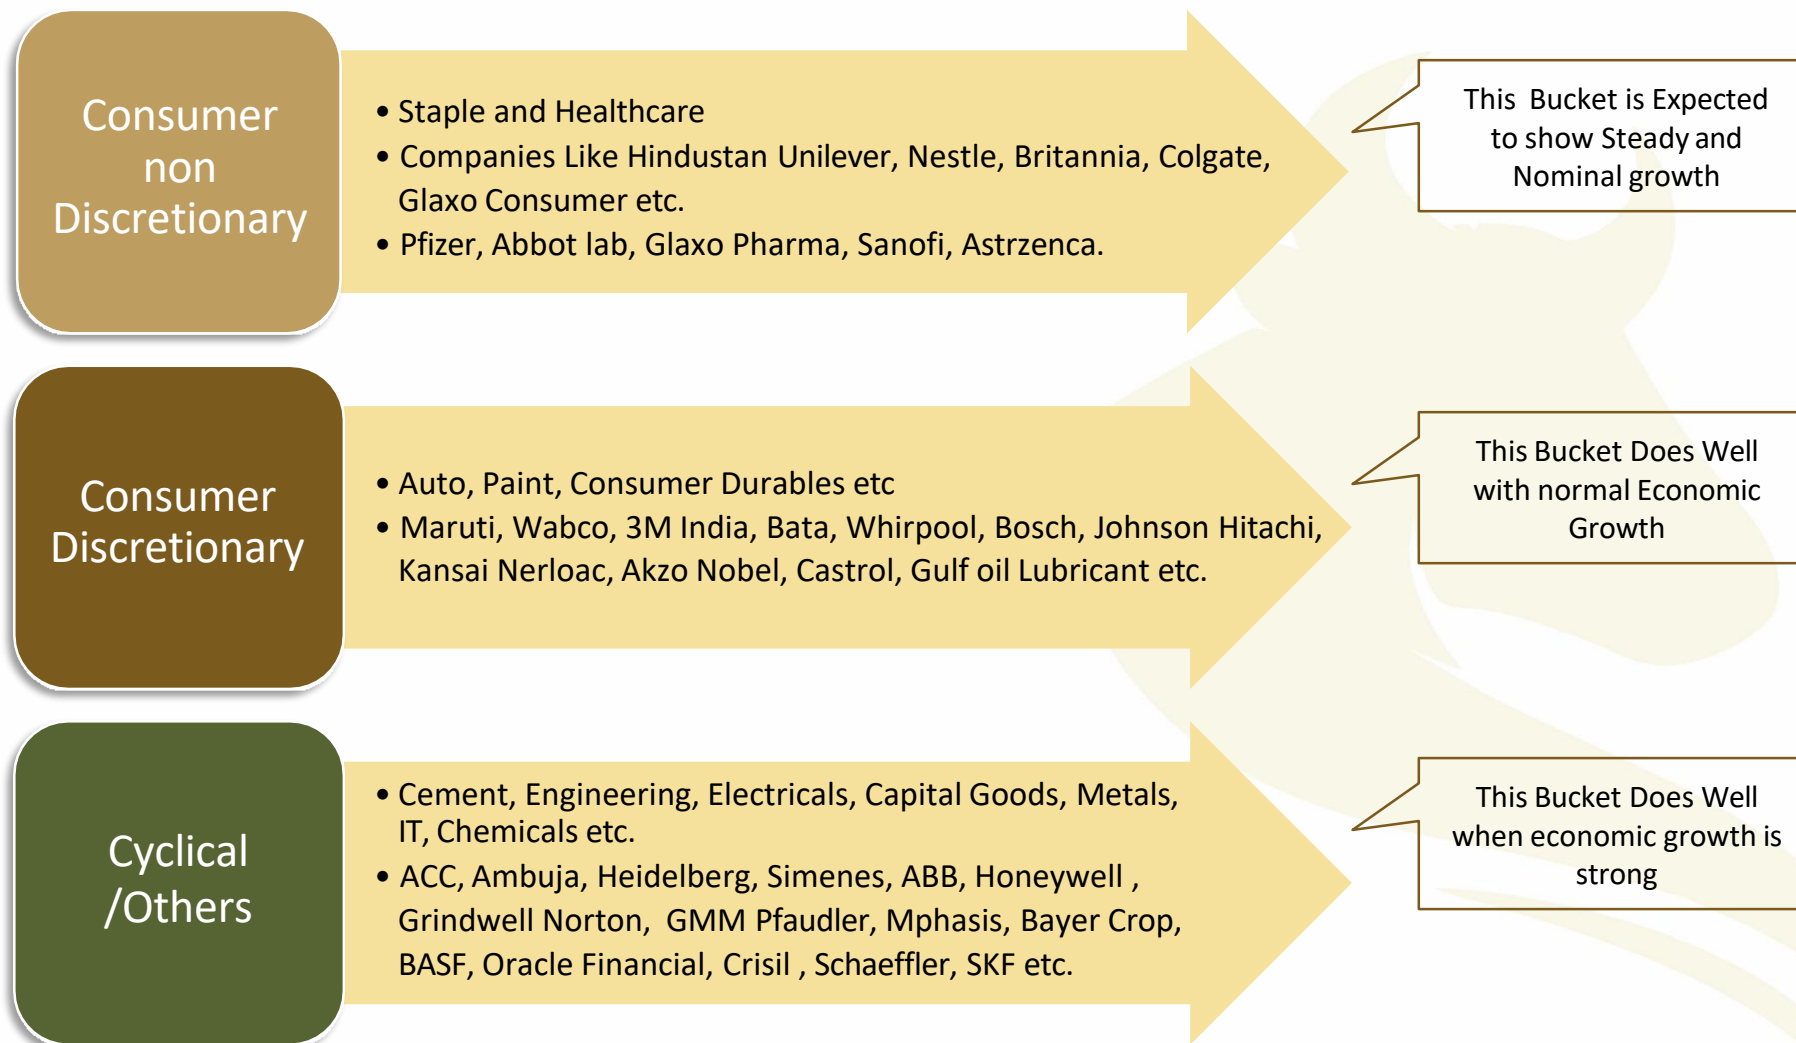 Consumer
non
Discretionary
• Staple and Healthcare
• Companies Like Hindustan Unilever, Nestle, Britannia, Colgate,
Glaxo Consumer etc.
• Pfizer, Abbot lab, Glaxo Pharma, Sanofi, Astrzenca.
This Bucket is Expected
to show Steady and
Nominal growth
Consumer
Discretionary
• Auto, Paint, Consumer Durables etc
• Maruti, Wabco, 3M India, Bata, Whirpool, Bosch, Johnson Hitachi,
Kansai Nerloac, Akzo Nobel, Castrol, Gulf oil Lubricant etc.
This Bucket Does Well
with normal Economic
Growth
Cyclical
/Others
• Cement, Engineering, Electricals, Capital Goods, Metals,
IT, Chemicals etc.
• ACC, Ambuja, Heidelberg, Simenes, ABB, Honeywell ,
Grindwell Norton, GMM Pfaudler, Mphasis, Bayer Crop,
BASF, Oracle Financial, Crisil , Schaeffler, SKF etc.
This Bucket Does Well
when economic growth is
strong